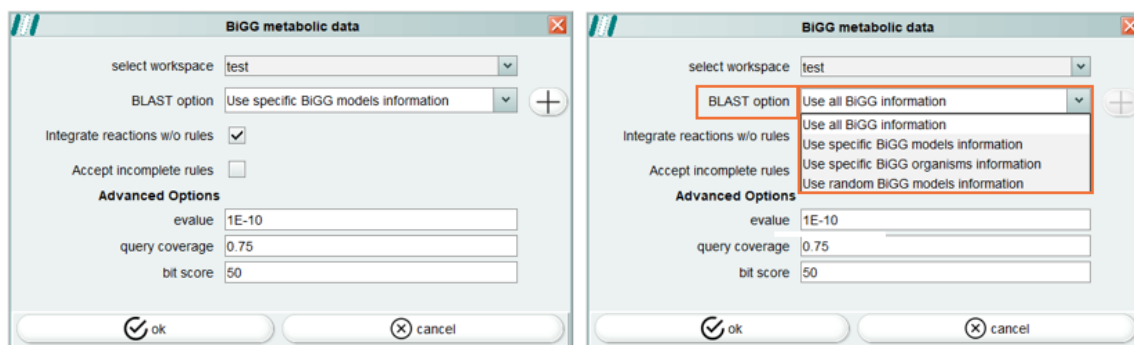 BiGG metabolic data
select workspace test
BLAST option Use specific BiGG models information
Integrate reactions w/o rules
Accept incomplete rules
Advanced Options
evalue 1E-10
query coverage 0.75
bit score 50
ok cancel
BiGG metabolic data
select workspace test
BLAST option Use all BiGG information
Use all BiGG information
Integrate reactions w/o rules Use specific BiGG models information
Use specific BiGG organisms information
Accept incomplete rules Use random BiGG models information
Advanced Options
evalue 1E-10
query coverage 0.75
bit score 50
ok cancel